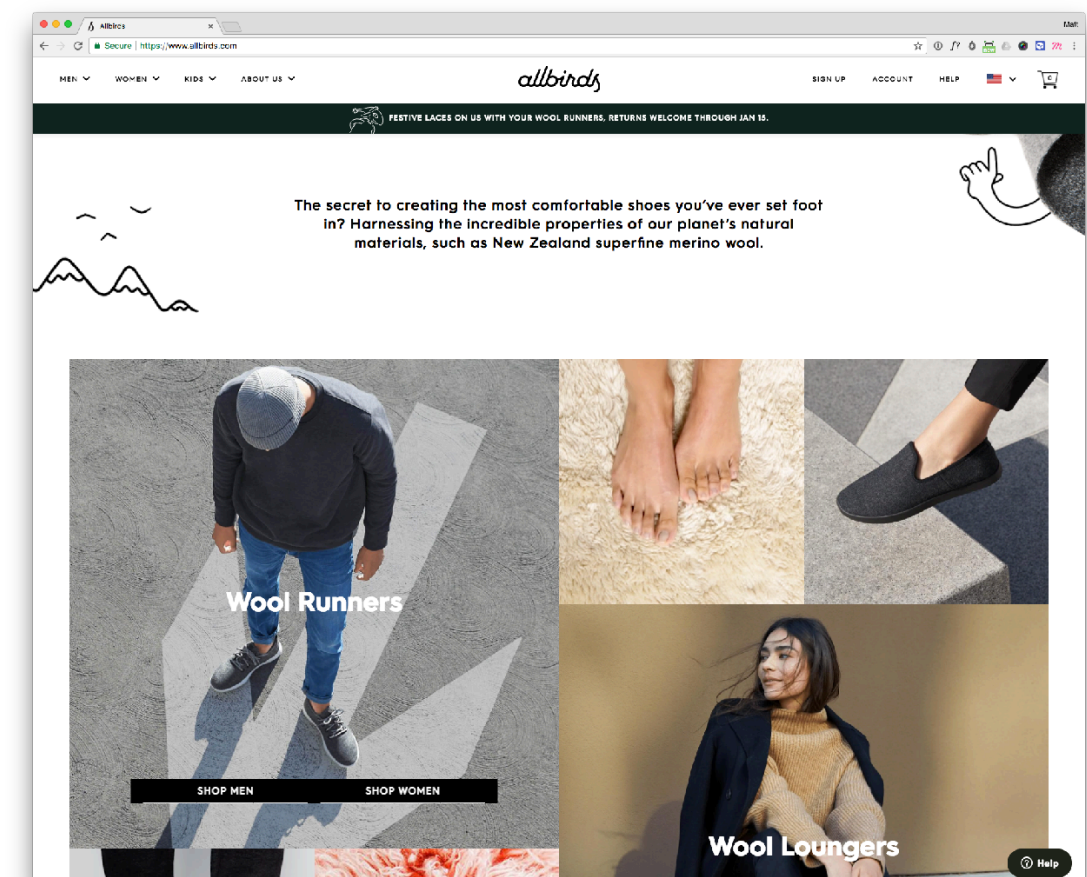 Allbirds
Matt
Secure | https://www.allbirds.com
MEN
WOMEN
KIDS
ABOUT US
allbirds
SIGN UP
ACCOUNT
HELP
FESTIVE LACES ON US WITH YOUR WOOL RUNNERS, RETURNS WELCOME THROUGH JAN 15.
The secret to creating the most comfortable shoes you've ever set foot
in? Harnessing the incredible properties of our planet's natural
materials, such as New Zealand superfine merino wool.
Wool Runners
SHOP MEN
SHOP WOMEN
Wool Loungers
Help